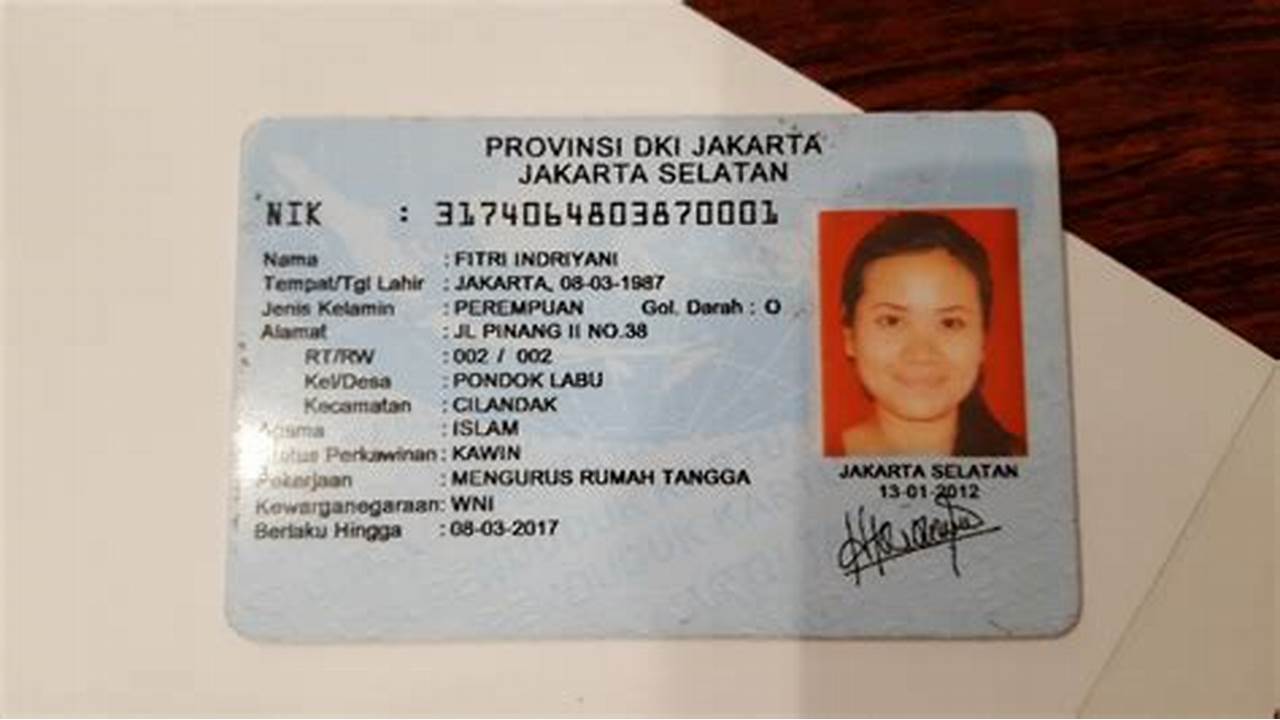 PROVINSI DKI JAKARTA
JAKARTA SELATAN
NIK : 3174064803870001
Nama : FITRI INDRIYANI
Tempat/Tgl Lahir : JAKARTA, 08-03-1987
Jenis Kelamin : PEREMPUAN Gol. Darah : O
Alamat : JL PINANG II NO.38
RT/RW : 002 / 002
Kel/Desa : PONDOK LABU
Kecamatan : CILANDAK
Agama : ISLAM
Status Perkawinan : KAWIN
Pekerjaan : MENGURUS RUMAH TANGGA
Kewarganegaraan: WNI
Berlaku Hingga : 08-03-2017
JAKARTA SELATAN
13-01-2012